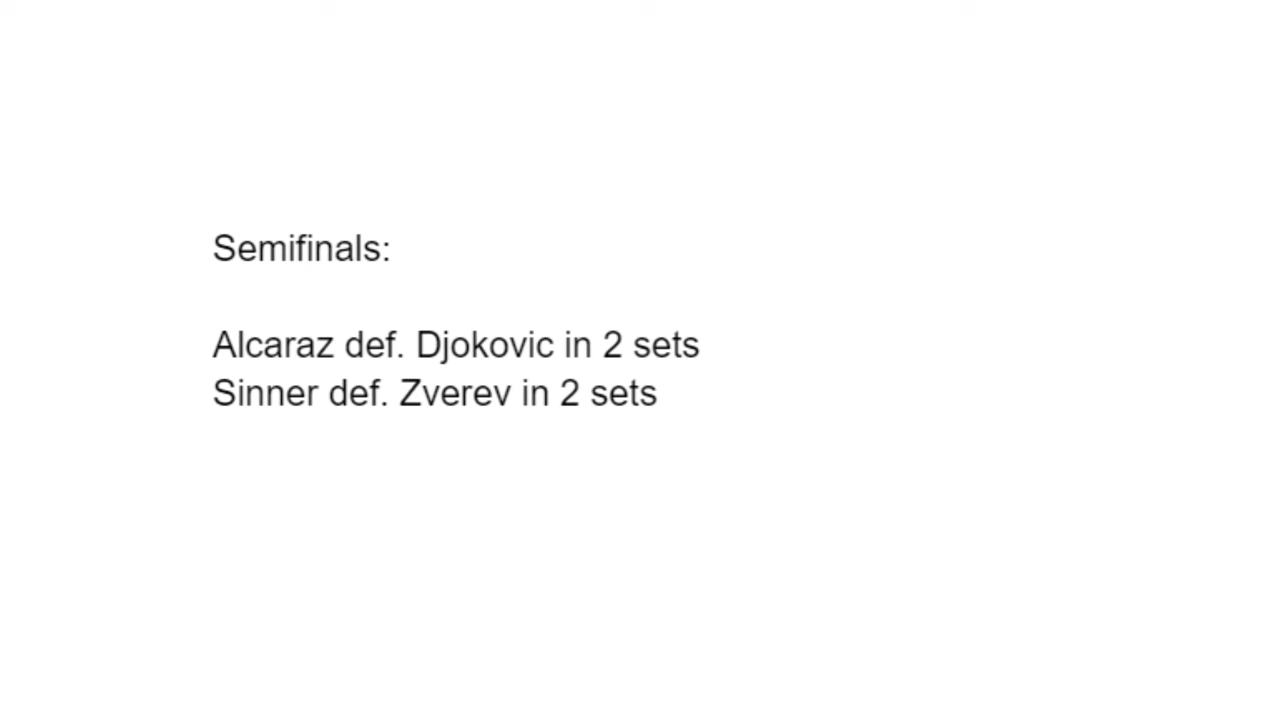 Semifinals:
Alcaraz def. Djokovic in 2 sets
Sinner def. Zverev in 2 sets